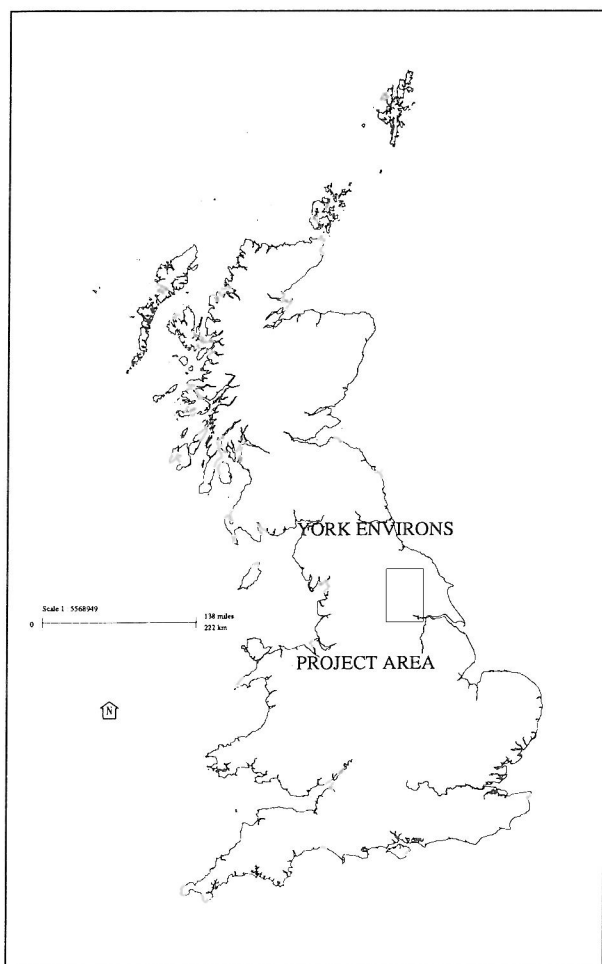 YORK ENVIRONS
Scale 1 5568949
0
138 miles
222 km
PROJECT AREA
N